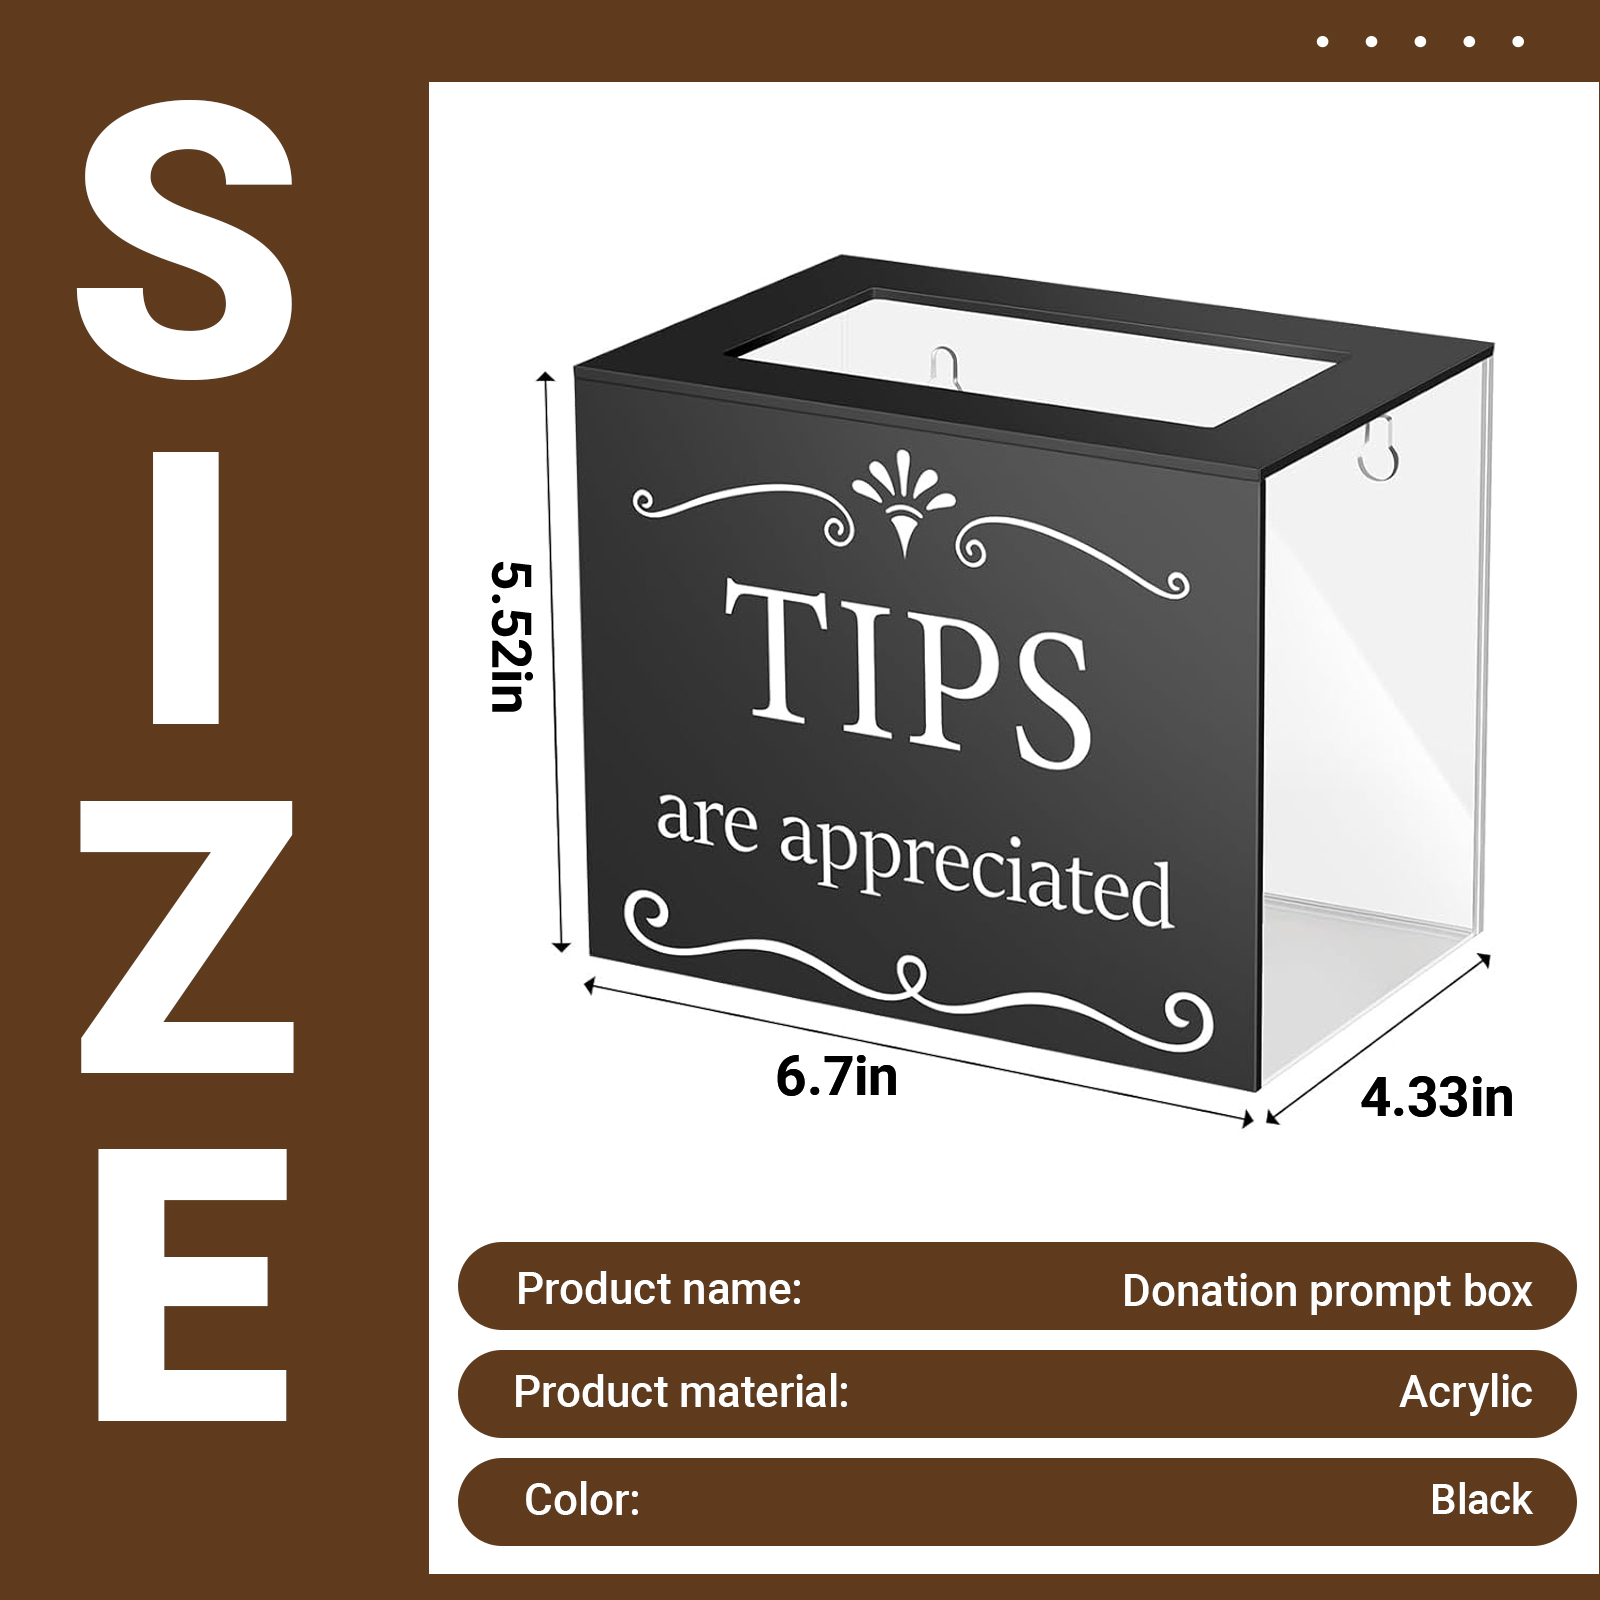 SIZE
TIPS
are appreciated
5.52in
6.7in
4.33in
Product name: Donation prompt box
Product material: Acrylic
Color: Black